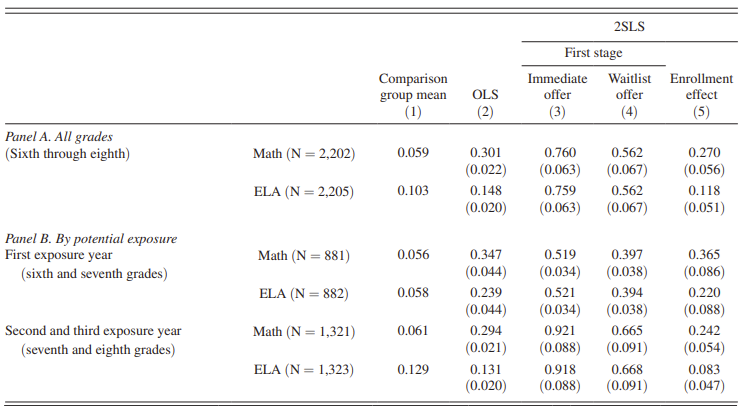 2SLS
First stage
Comparison Immediate Waitlist Enrollment
group mean OLS offer offer effect
(1) (2) (3) (4) (5)
Panel A. All grades
(Sixth through eighth) Math (N = 2,202) 0.059 0.301 0.760 0.562 0.270
(0.022) (0.063) (0.067) (0.056)
ELA (N = 2,205) 0.103 0.148 0.759 0.562 0.118
(0.020) (0.063) (0.067) (0.051)
Panel B. By potential exposure
First exposure year Math (N = 881) 0.056 0.347 0.519 0.397 0.365
(sixth and seventh grades) (0.044) (0.034) (0.038) (0.086)
ELA (N = 882) 0.058 0.239 0.521 0.394 0.220
(0.044) (0.034) (0.038) (0.088)
Second and third exposure year Math (N = 1,321) 0.061 0.294 0.921 0.665 0.242
(seventh and eighth grades) (0.021) (0.088) (0.091) (0.054)
ELA (N = 1,323) 0.129 0.131 0.918 0.668 0.083
(0.020) (0.088) (0.091) (0.047)